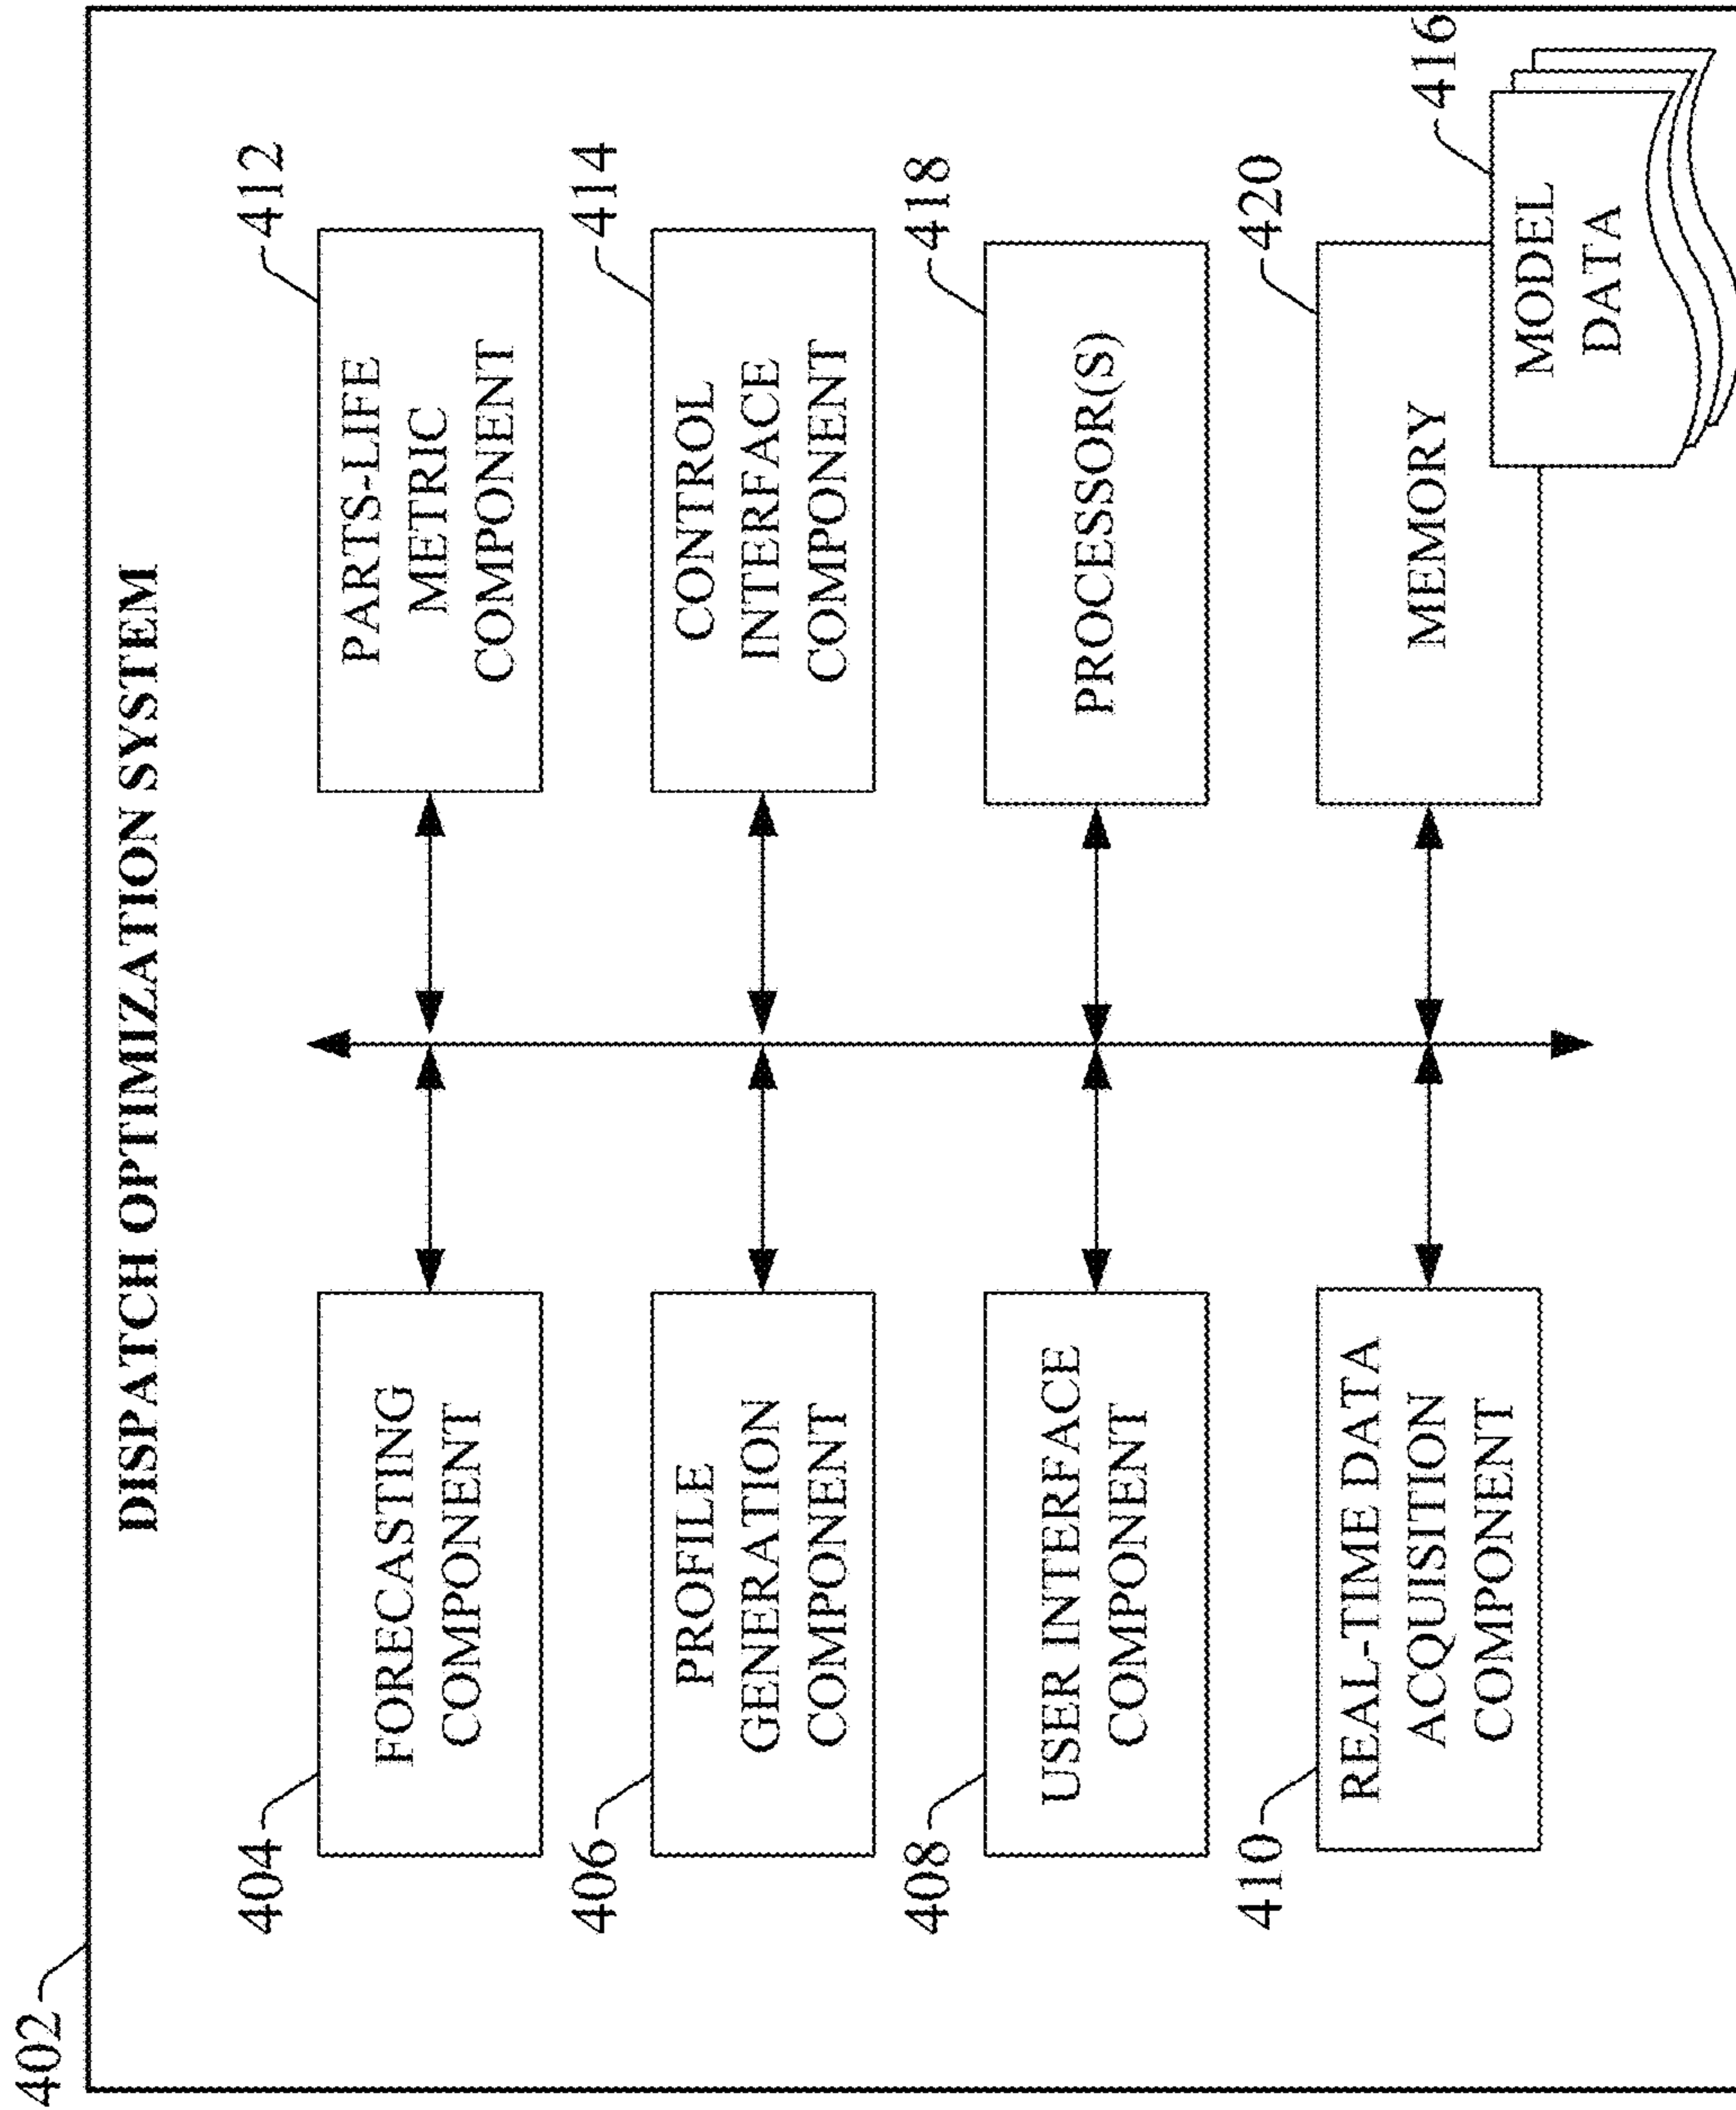 402
DISPATCH OPTIMIZATION SYSTEM
404
FORECASTING
COMPONENT
412
PARTS-LIFE
METRIC
COMPONENT
406
PROFILE
GENERATION
COMPONENT
414
CONTROL
INTERFACE
COMPONENT
408
USER INTERFACE
COMPONENT
418
PROCESSOR(S)
410
REAL-TIME DATA
ACQUISITION
COMPONENT
420
MEMORY
416
MODEL
DATA